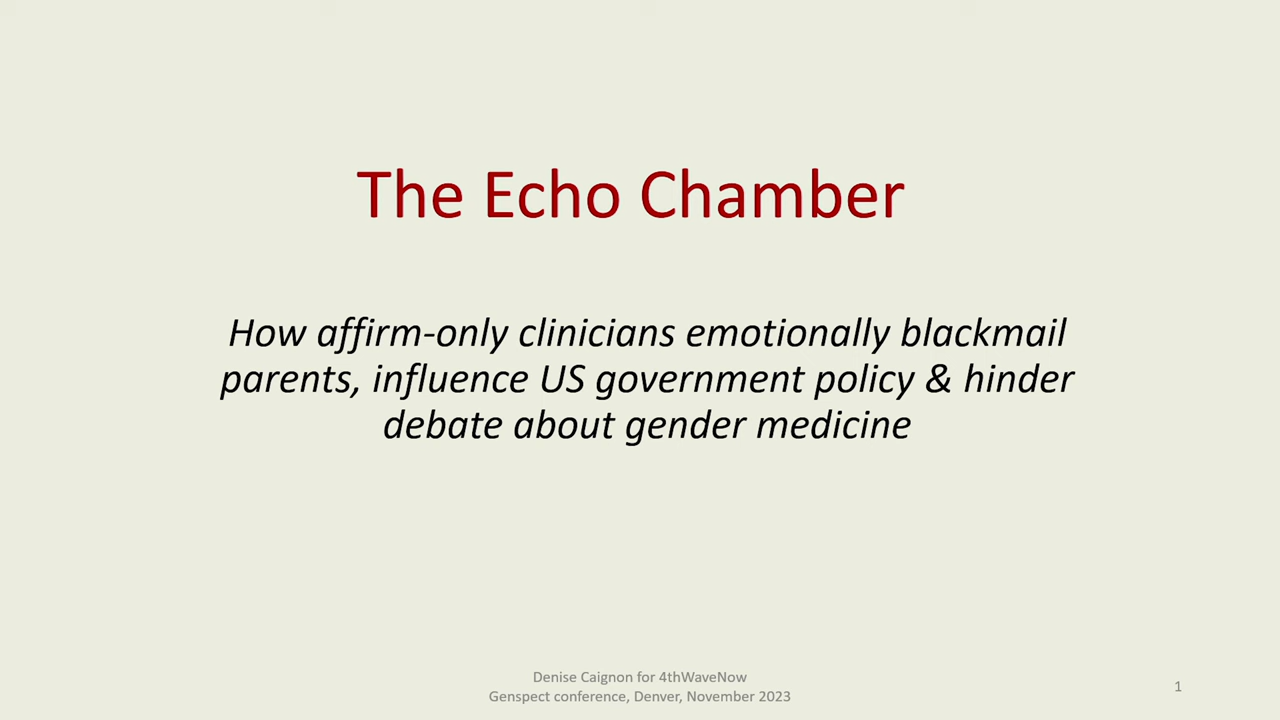 The Echo Chamber
How affirm-only clinicians emotionally blackmail
parents, influence US government policy & hinder
debate about gender medicine
Denise Caignon for 4thWaveNow
Genspect conference, Denver, November 2023
1